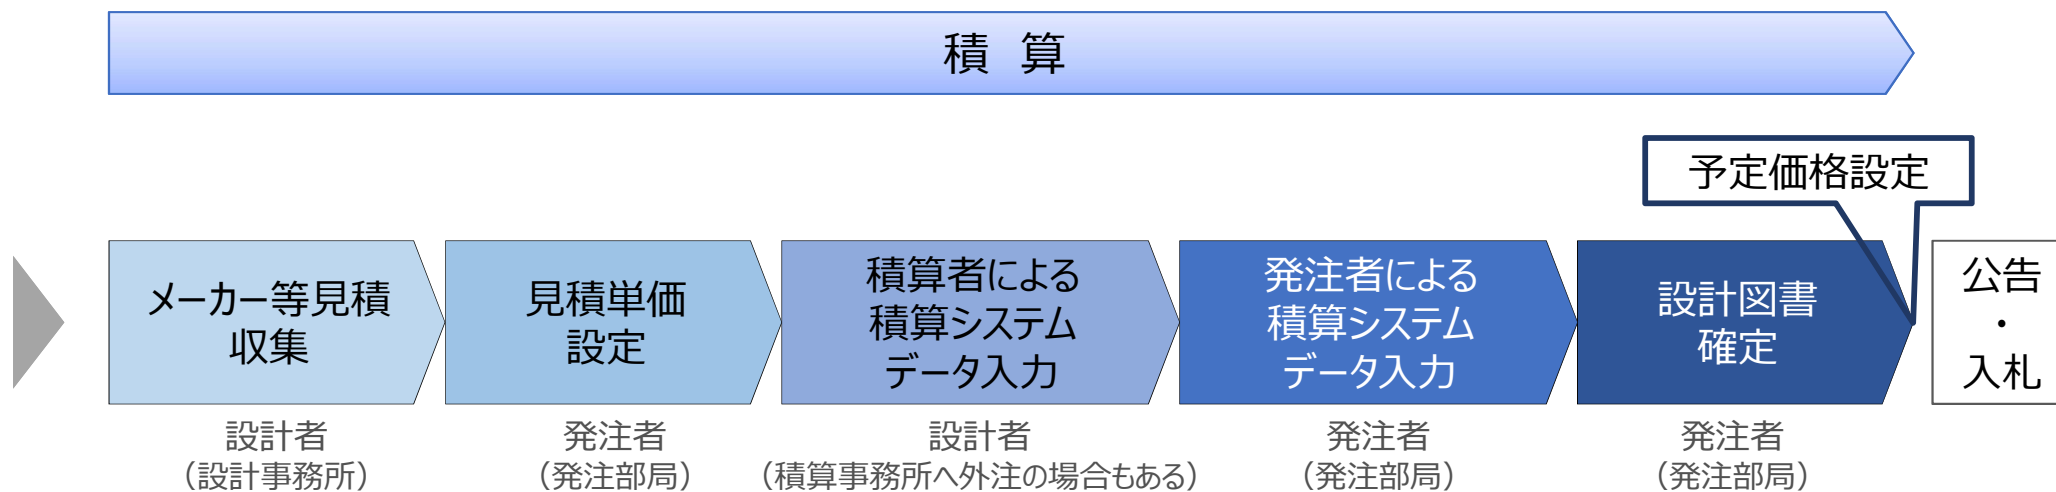 積 算
予定価格設定
メーカー等見積
収集
見積単価
設定
積算者による
積算システム
データ入力
発注者による
積算システム
データ入力
設計図書
確定
公告
・
入札
設計者
（設計事務所）
発注者
（発注部局）
設計者
（積算事務所へ外注の場合もある）
発注者
（発注部局）
発注者
（発注部局）